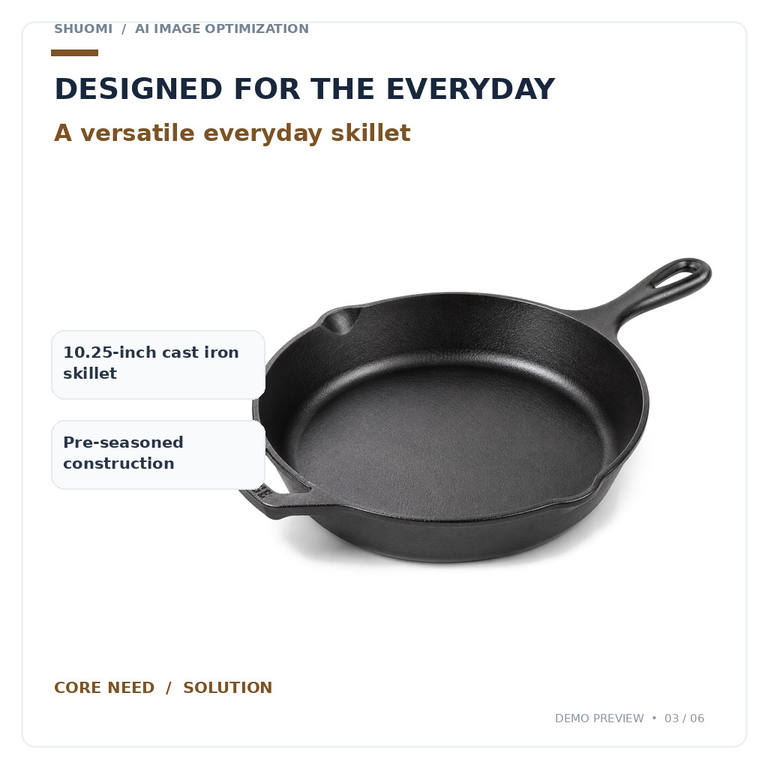 SHUOMI / AI IMAGE OPTIMIZATION
DESIGNED FOR THE EVERYDAY
A versatile everyday skillet
10.25-inch cast iron
skillet
Pre-seasoned
construction
CORE NEED / SOLUTION
DEMO PREVIEW • 03 / 06